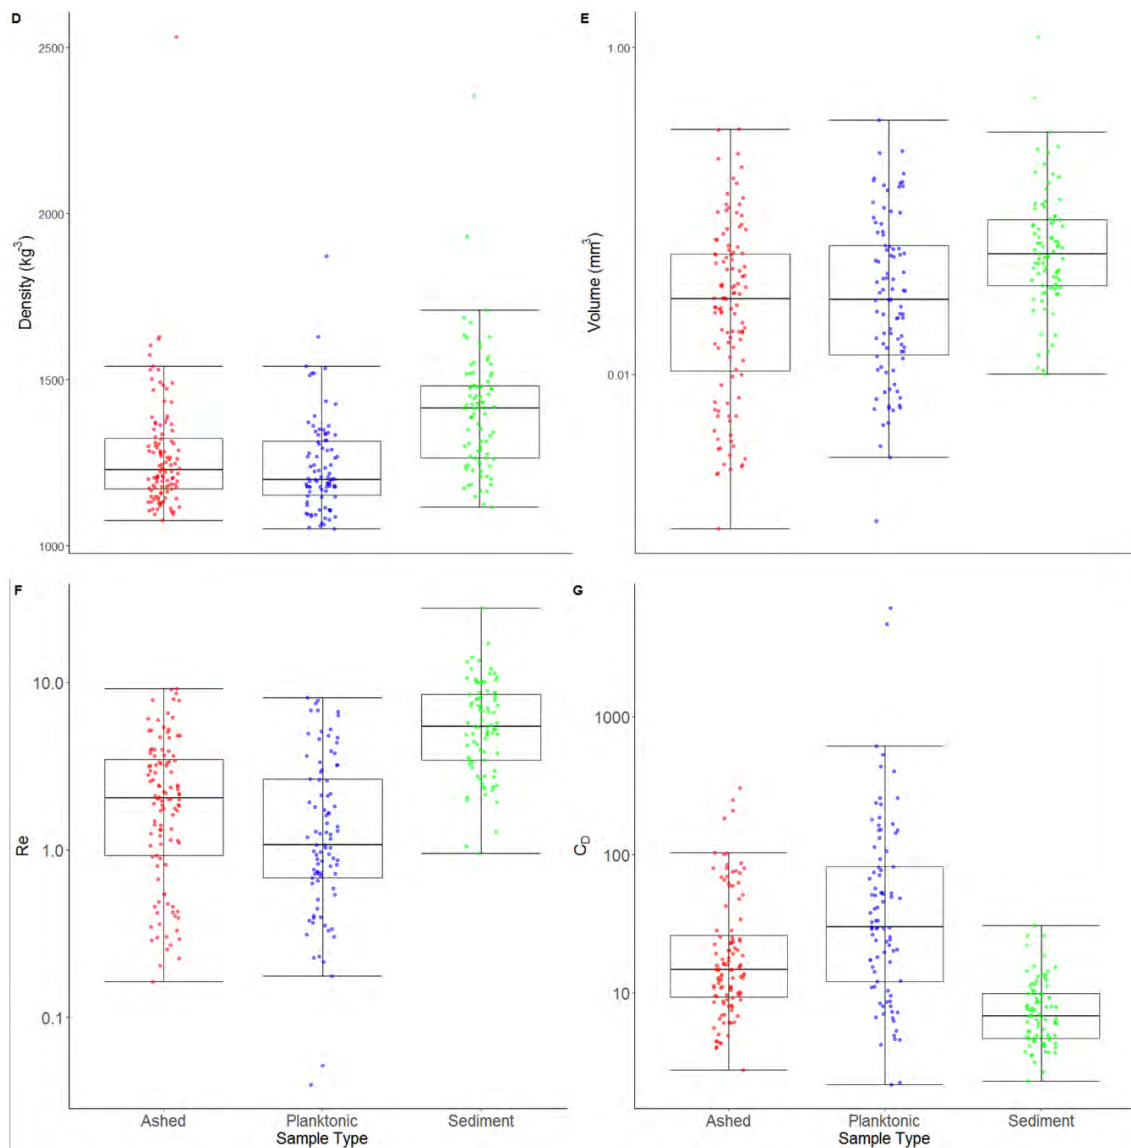 D
2500
2000
1500
1000
Density (kg⁻³)
E
1.00
0.01
Volume (mm³)
F
10.0
1.0
0.1
Re
Ashed Planktonic Sediment
Sample Type
G
1000
100
10
C_D
Ashed Planktonic Sediment
Sample Type